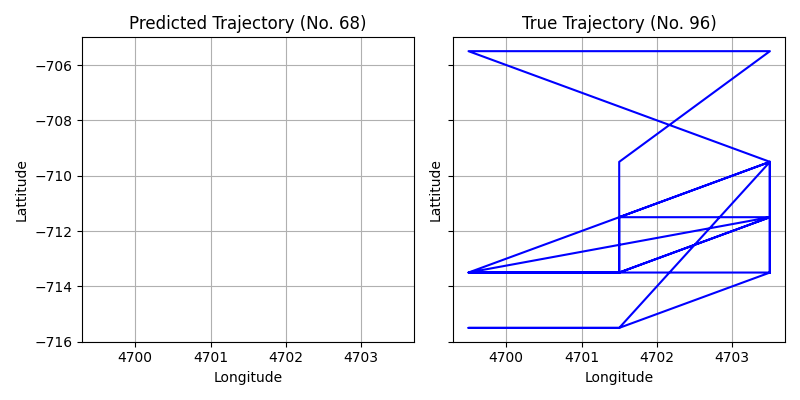 Predicted Trajectory (No. 68)
True Trajectory (No. 96)
Lattitude
−706
−708
−710
−712
−714
−716
4700 4701 4702 4703
Longitude
Lattitude
4700 4701 4702 4703
Longitude